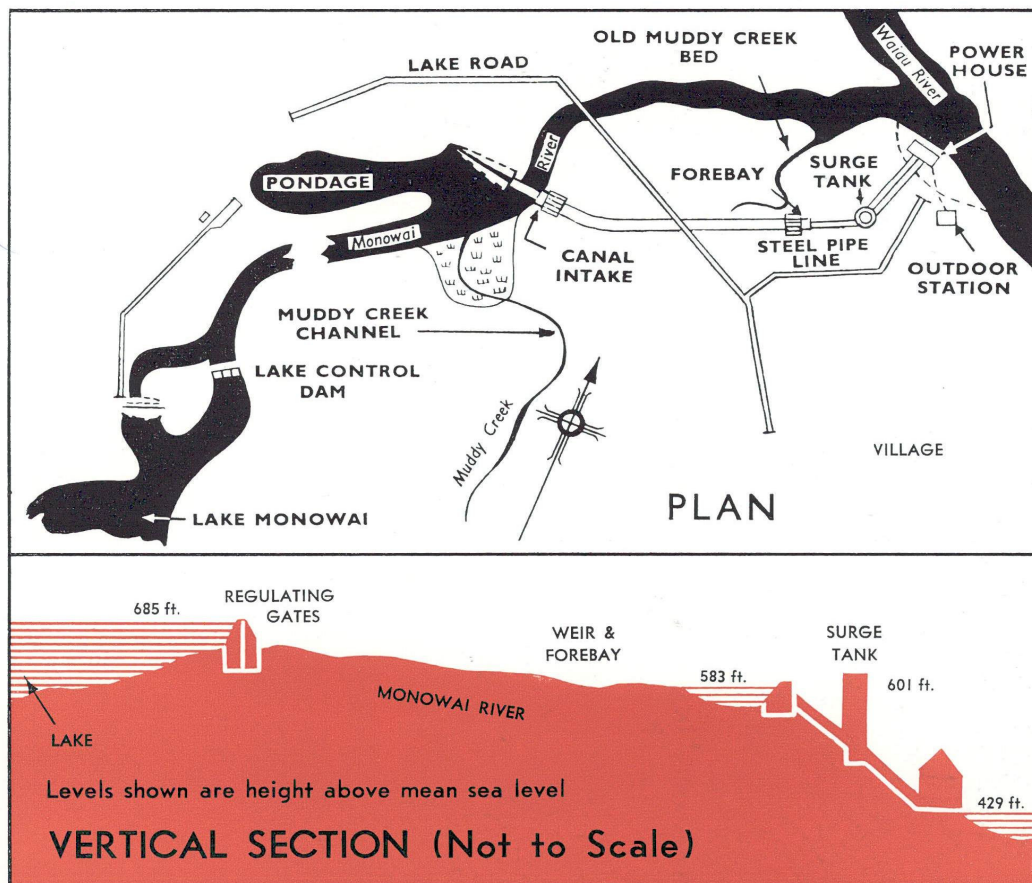 OLD MUDDY CREEK
BED
Waiau River
POWER
HOUSE
LAKE ROAD
River
PONDAGE
FOREBAY
SURGE
TANK
Monowai
CANAL
INTAKE
STEEL PIPE
LINE
OUTDOOR
STATION
MUDDY CREEK
CHANNEL
LAKE CONTROL
DAM
Muddy Creek
VILLAGE
LAKE MONOWAI
PLAN
685 ft.
REGULATING
GATES
WEIR &
FOREBAY
SURGE
TANK
583 ft.
601 ft.
MONOWAI RIVER
LAKE
Levels shown are height above mean sea level
429 ft.
VERTICAL SECTION (Not to Scale)